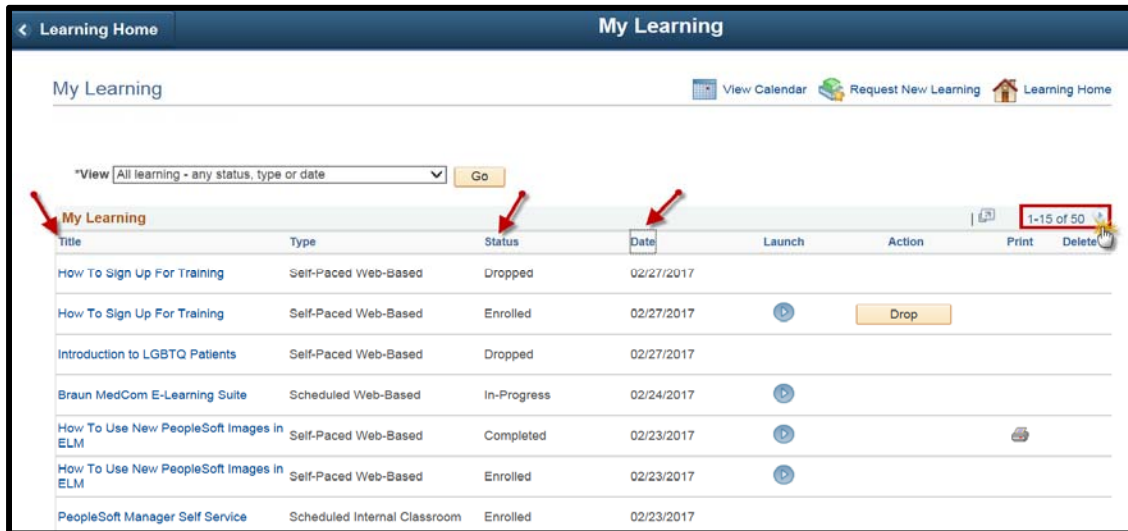 Learning Home My Learning
My Learning View Calendar Request New Learning Learning Home
*View All learning - any status, type or date Go
My Learning 1-15 of 50
Title Type Status Date Launch Action Print Delete
How To Sign Up For Training Self-Paced Web-Based Dropped 02/27/2017
How To Sign Up For Training Self-Paced Web-Based Enrolled 02/27/2017 Drop
Introduction to LGBTQ Patients Self-Paced Web-Based Dropped 02/27/2017
Braun MedCom E-Learning Suite Scheduled Web-Based In-Progress 02/24/2017
How To Use New PeopleSoft Images in
ELM Self-Paced Web-Based Completed 02/23/2017
How To Use New PeopleSoft Images in
ELM Self-Paced Web-Based Enrolled 02/23/2017
PeopleSoft Manager Self Service Scheduled Internal Classroom Enrolled 02/23/2017